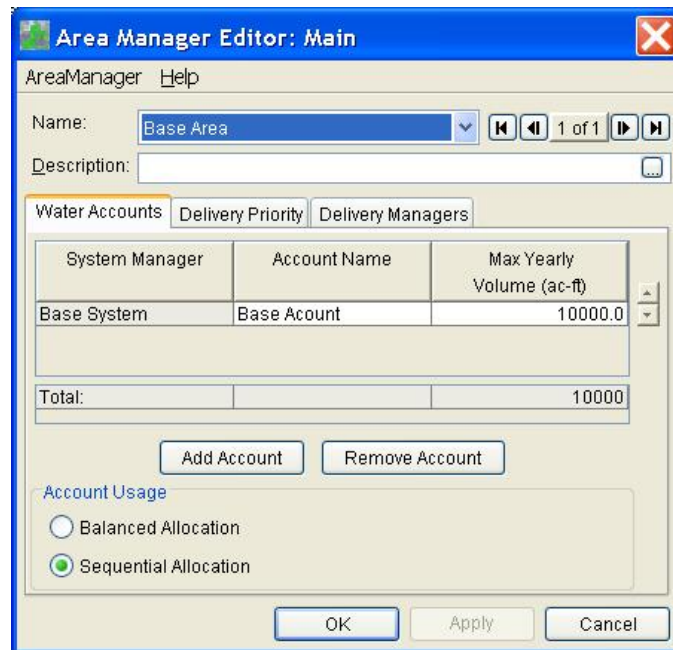 Area Manager Editor: Main
AreaManager Help
Name: Base Area 1 of 1
Description: ...
Water Accounts Delivery Priority Delivery Managers
System Manager Account Name Max Yearly
Volume (ac-ft)
Base System Base Acount 10000.0
Total: 10000
Add Account Remove Account
Account Usage
Balanced Allocation
Sequential Allocation
OK Apply Cancel